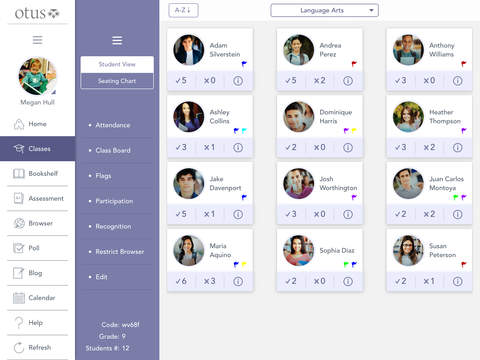 otus
Megan Hull
Home
Classes
Bookshelf
Assessment
Browser
Poll
Blog
Calendar
Help
Refresh
Student View
Seating Chart
• Attendance
• Class Board
• Flags
• Participation
• Recognition
• Restrict Browser
• Edit
Code: wv68f
Grade: 9
Students #: 12
A-Z ↓
Language Arts
Adam
Silverstein
✓5 ✕0
Andrea
Perez
✓5 ✕2
Anthony
Williams
✓3 ✕0
Ashley
Collins
✓3 ✕1
Dominique
Harris
✓2 ✕2
Heather
Thompson
✓3 ✕2
Jake
Davenport
✓5 ✕1
Josh
Worthington
✓3 ✕0
Juan Carlos
Montoya
✓2 ✕2
Maria
Aquino
✓6 ✕3
Sophia Diaz
✓2 ✕0
Susan
Peterson
✓2 ✕1